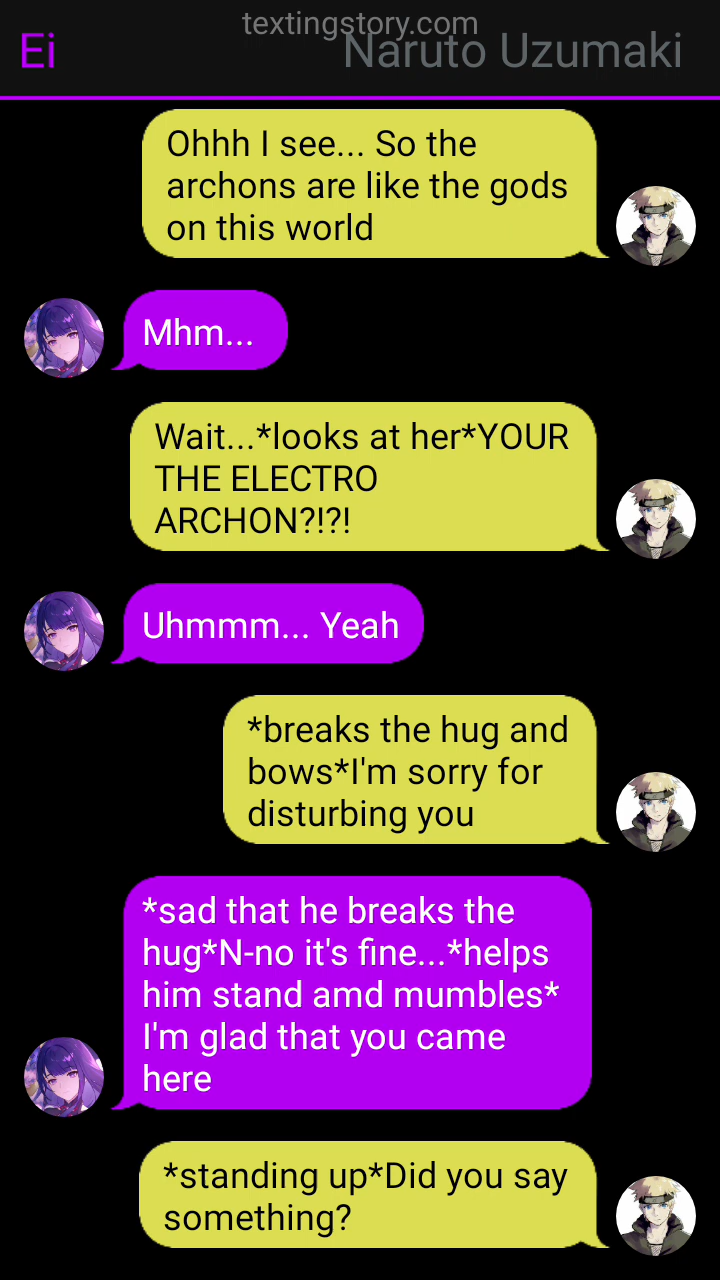 textingstory.com
Ei
Naruto Uzumaki
Ohhh I see... So the
archons are like the gods
on this world
Mhm...
Wait...*looks at her*YOUR
THE ELECTRO
ARCHON?!?!
Uhmmm... Yeah
*breaks the hug and
bows*I'm sorry for
disturbing you
*sad that he breaks the
hug*N-no it's fine...*helps
him stand amd mumbles*
I'm glad that you came
here
*standing up*Did you say
something?